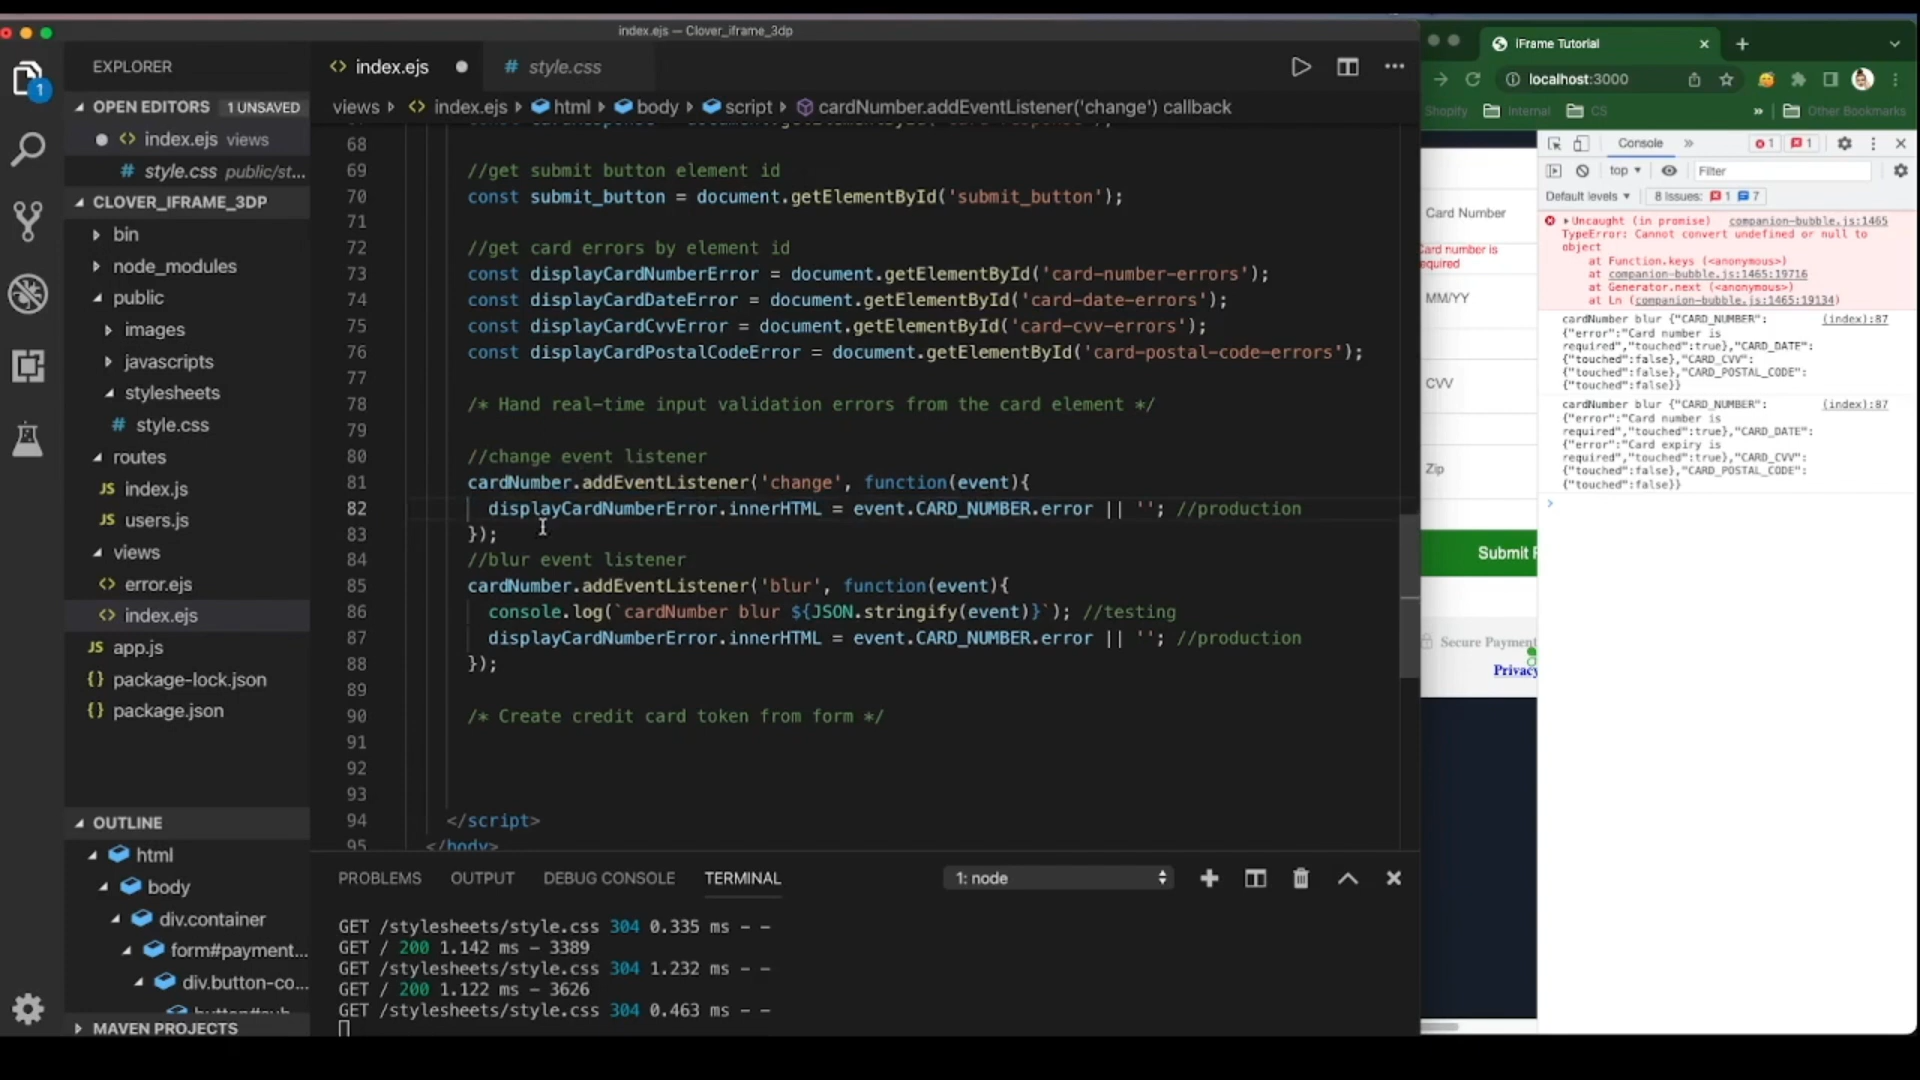 index.ejs — Clover_iframe_3dp
EXPLORER
OPEN EDITORS 1 UNSAVED
index.ejs views
style.css public/st...
CLOVER_IFRAME_3DP
bin
node_modules
public
images
javascripts
stylesheets
style.css
routes
index.js
users.js
views
error.ejs
index.ejs
app.js
package-lock.json
package.json
OUTLINE
html
body
div.container
form#payment...
div.button-co...
MAVEN PROJECTS
1
index.ejs
style.css
views index.ejs html body script cardNumber.addEventListener('change') callback
68
69 //get submit button element id
70 const submit_button = document.getElementById('submit_button');
71
72 //get card errors by element id
73 const displayCardNumberError = document.getElementById('card-number-errors');
74 const displayCardDateError = document.getElementById('card-date-errors');
75 const displayCardCvvError = document.getElementById('card-cvv-errors');
76 const displayCardPostalCodeError = document.getElementById('card-postal-code-errors');
77
78 /* Hand real-time input validation errors from the card element */
79
80 //change event listener
81 cardNumber.addEventListener('change', function(event){
82 displayCardNumberError.innerHTML = event.CARD_NUMBER.error || ''; //production
83 });
84 //blur event listener
85 cardNumber.addEventListener('blur', function(event){
86 console.log(`cardNumber blur ${JSON.stringify(event)}`); //testing
87 displayCardNumberError.innerHTML = event.CARD_NUMBER.error || ''; //production
88 });
89
90 /* Create credit card token from form */
91
92
93
94 </script>
95 </body>
PROBLEMS OUTPUT DEBUG CONSOLE TERMINAL 1: node
GET /stylesheets/style.css 304 0.335 ms - -
GET / 200 1.142 ms - 3389
GET /stylesheets/style.css 304 1.232 ms - -
GET / 200 1.122 ms - 3626
GET /stylesheets/style.css 304 0.463 ms - -
iFrame Tutorial
localhost:3000
Shopify Internal CS » Other Bookmarks
Card Number
Card number is
equired
MM/YY
CVV
Zip
Submit
Secure Payment
Privacy
Console » 1 1
top Filter
Default levels 8 Issues: 1 7
Uncaught (in promise) companion-bubble.js:1465
TypeError: Cannot convert undefined or null to
object
at Function.keys (<anonymous>)
at companion-bubble.js:1465:19716
at Generator.next (<anonymous>)
at Ln (companion-bubble.js:1465:19134)
cardNumber blur {"CARD_NUMBER": (index):87
{"error":"Card number is
required","touched":true},"CARD_DATE":
{"touched":false},"CARD_CVV":
{"touched":false},"CARD_POSTAL_CODE":
{"touched":false}}
cardNumber blur {"CARD_NUMBER": (index):87
{"error":"Card number is
required","touched":true},"CARD_DATE":
{"error":"Card expiry is
required","touched":true},"CARD_CVV":
{"touched":false},"CARD_POSTAL_CODE":
{"touched":false}}